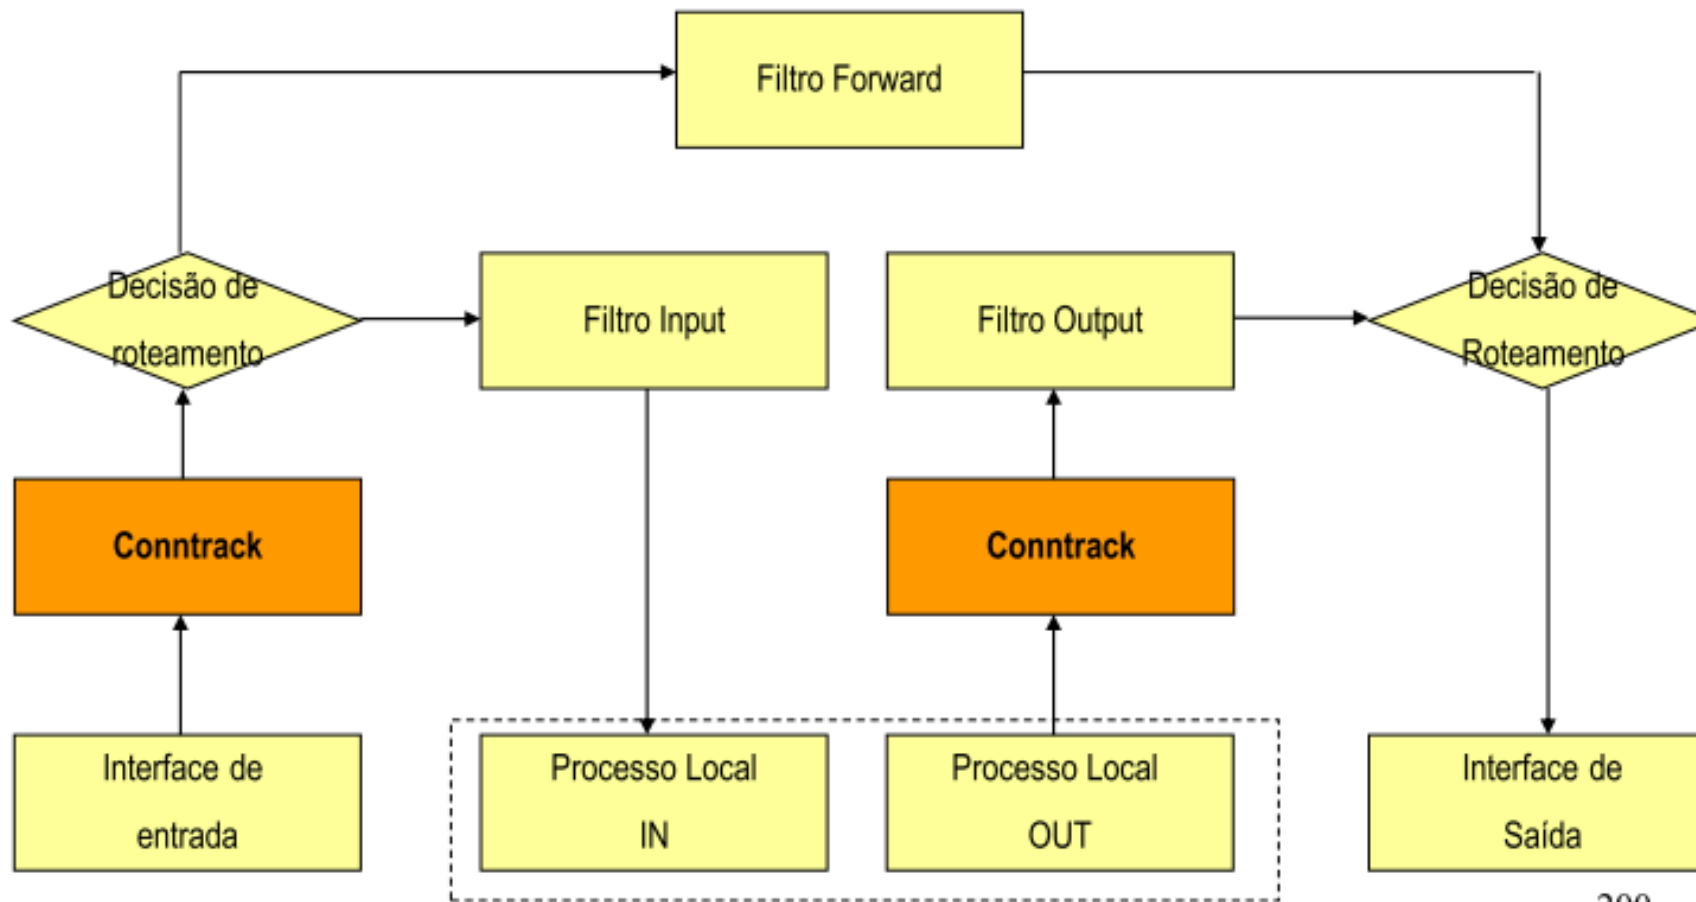 Filtro Forward
Decisão de
roteamento
Filtro Input
Filtro Output
Decisão de
Roteamento
Conntrack
Conntrack
Interface de
entrada
Processo Local
IN
Processo Local
OUT
Interface de
Saída